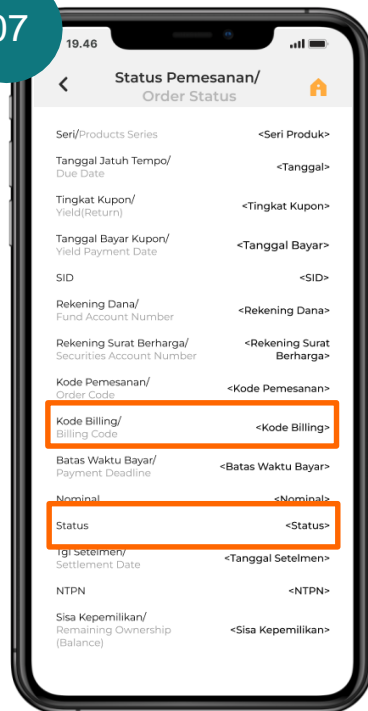 07
19.46
Status Pemesanan/
Order Status
Seri/Products Series <Seri Produk>
Tanggal Jatuh Tempo/
Due Date
<Tanggal>
Tingkat Kupon/
Yield(Return)
<Tingkat Kupon>
Tanggal Bayar Kupon/
Yield Payment Date
<Tanggal Bayar>
SID <SID>
Rekening Dana/
Fund Account Number
<Rekening Dana>
Rekening Surat Berharga/
Securities Account Number
<Rekening Surat
Berharga>
Kode Pemesanan/
Order Code
<Kode Pemesanan>
Kode Billing/
Billing Code
<Kode Billing>
Batas Waktu Bayar/
Payment Deadline
<Batas Waktu Bayar>
Nominal <Nominal>
Status <Status>
Tgl Setelmen/
Settlement Date
<Tanggal Setelmen>
NTPN <NTPN>
Sisa Kepemilikan/
Remaining Ownership
(Balance)
<Sisa Kepemilikan>